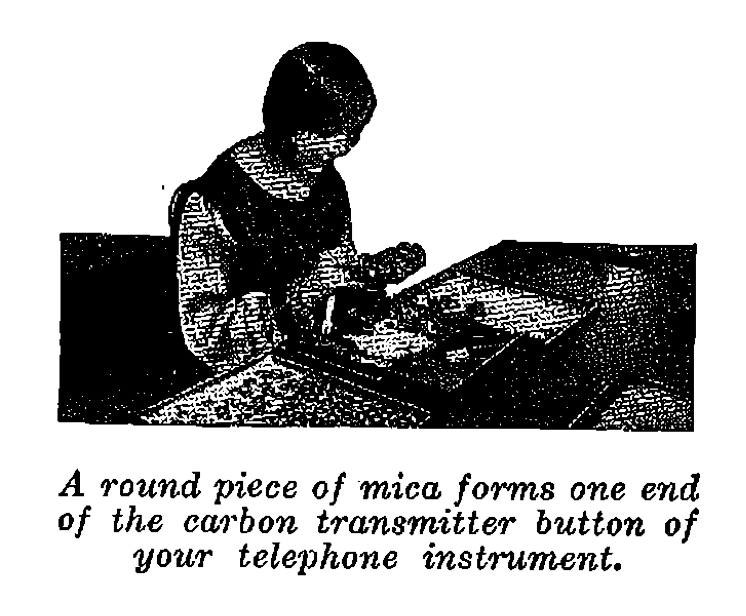 A round piece of mica forms one end
of the carbon transmitter button of
your telephone instrument.